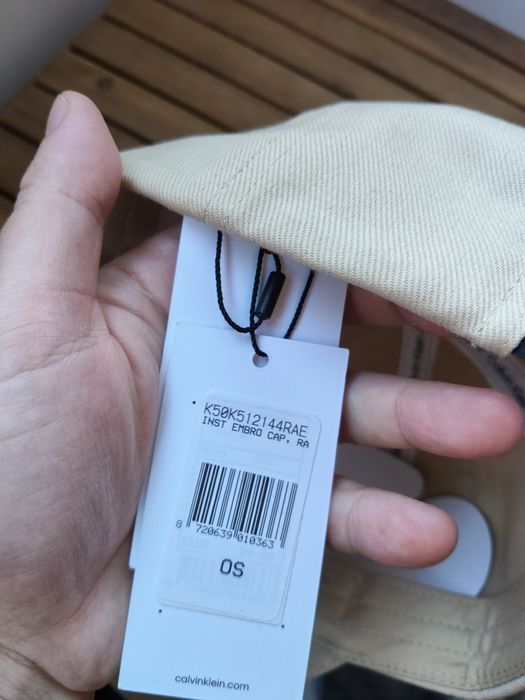 K50K512144RAE
INST EMBRO CAP, RA
8 720639 010363
OS
calvinklein.com